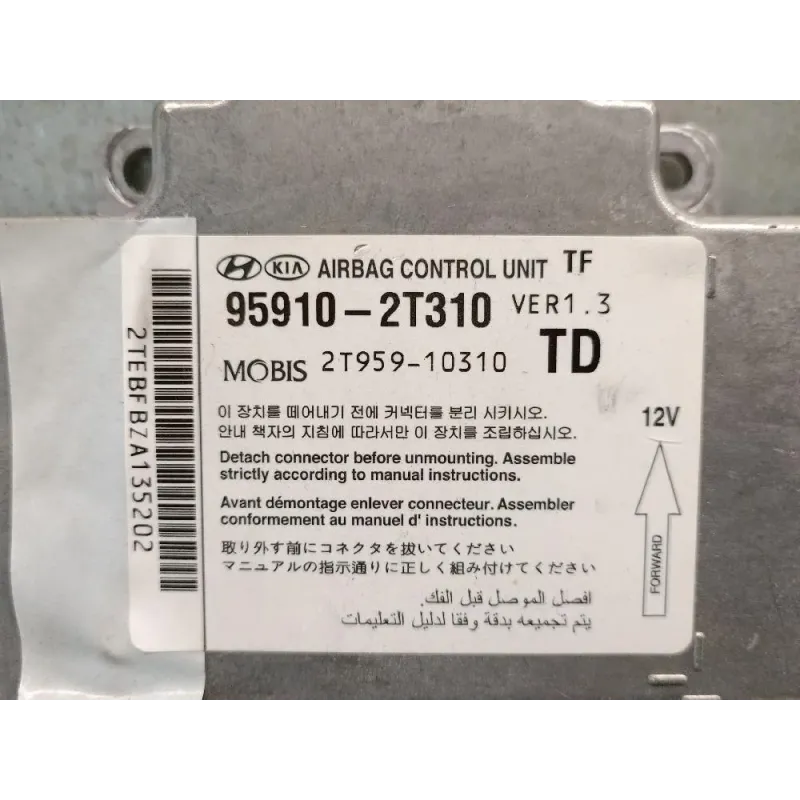 HYUNDAI KIA AIRBAG CONTROL UNIT TF
95910-2T310 VER1.3
MOBIS 2T959-10310 TD
이 장치를 떼어내기 전에 커넥터를 분리 시키시오.
안내 책자의 지침에 따라서만 이 장치를 조립하십시오.
12V
Detach connector before unmounting. Assemble
strictly according to manual instructions.
Avant démontage enlever connecteur. Assembler
conformement au manuel d' instructions.
取り外す前にコネクタを抜いてください
マニュアルの指示通りに正しく組み付けてください
افصل الموصل قبل الفك.
يتم تجميعه بدقة وفقا لدليل التعليمات
FORWARD
2TEBFBZA135202